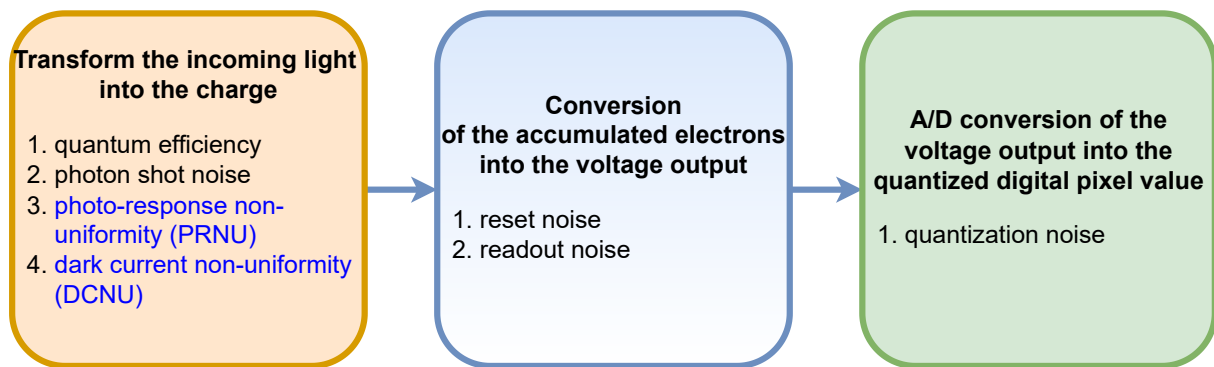 Transform the incoming light
into the charge
1. quantum efficiency
2. photon shot noise
3. photo-response non-
uniformity (PRNU)
4. dark current non-uniformity
(DCNU)
Conversion
of the accumulated electrons
into the voltage output
1. reset noise
2. readout noise
A/D conversion of the
voltage output into the
quantized digital pixel value
1. quantization noise